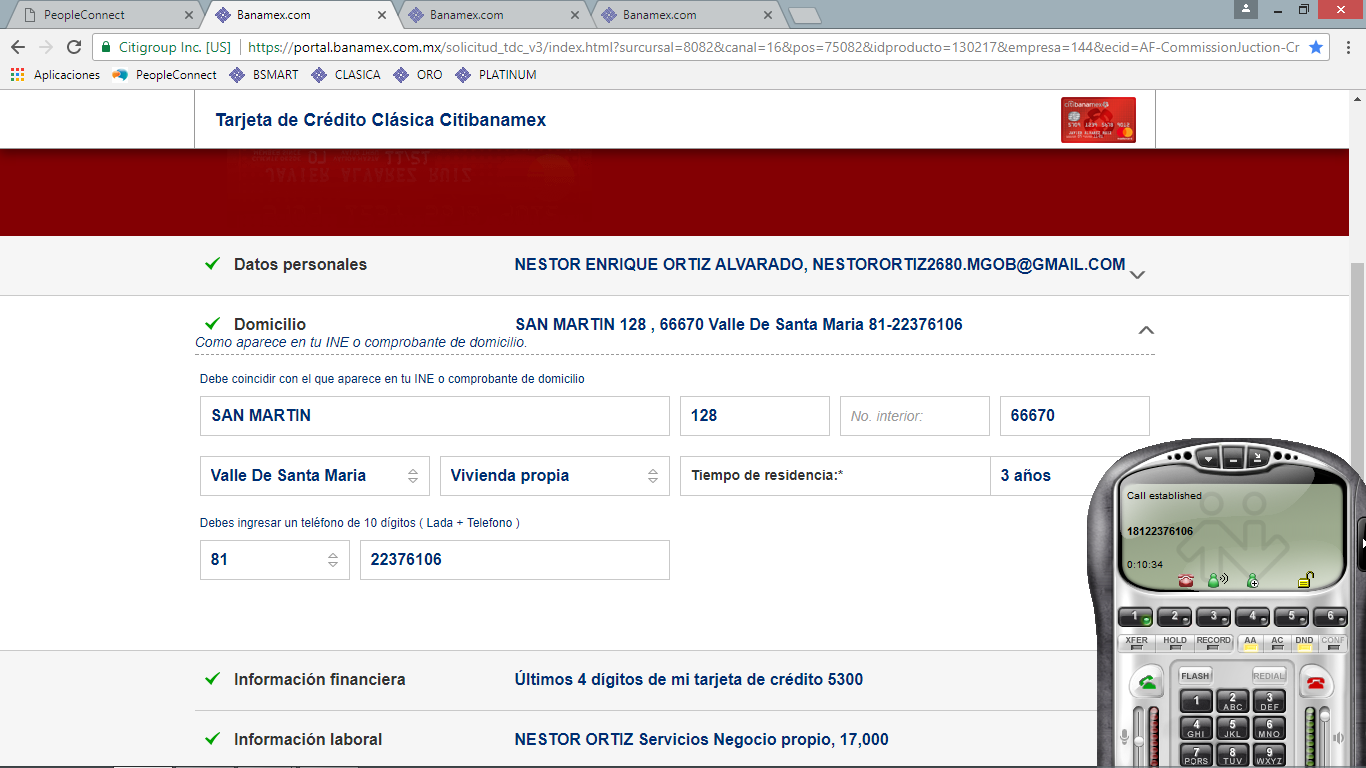 PeopleConnect
Banamex.com
Banamex.com
Banamex.com
Citigroup Inc. [US]
https://portal.banamex.com.mx/solicitud_tdc_v3/index.html?sursal=8082&canal=16&pos=75082&idproducto=130217&empresa=144&ecid=AF-CommissionJuction-Cr
Aplicaciones PeopleConnect BSMART CLASICA ORO PLATINUM
Tarjeta de Crédito Clásica Citibanamex
citibanamex
JAVIER ALVAREZ RUIZ
Datos personales NESTOR ENRIQUE ORTIZ ALVARADO, NESTORORTIZ2680.MGOB@GMAIL.COM
Domicilio SAN MARTIN 128 , 66670 Valle De Santa Maria 81-22376106
Como aparece en tu INE o comprobante de domicilio.
Debe coincidir con el que aparece en tu INE o comprobante de domicilio
SAN MARTIN 128 No. interior: 66670
Valle De Santa Maria Vivienda propia Tiempo de residencia:* 3 años
Debes ingresar un teléfono de 10 dígitos ( Lada + Telefono )
81 22376106
Información financiera Últimos 4 dígitos de mi tarjeta de crédito 5300
Información laboral NESTOR ORTIZ Servicios Negocio propio, 17,000
Call established
18122376106
0:10:34
1 2 3 4 5 6
XFER HOLD RECORD AA AC DND CONF
FLASH REDIAL
1 2 ABC 3 DEF
4 GHI 5 JKL 6 MNO
7 PQRS 8 TUV 9 WXYZ